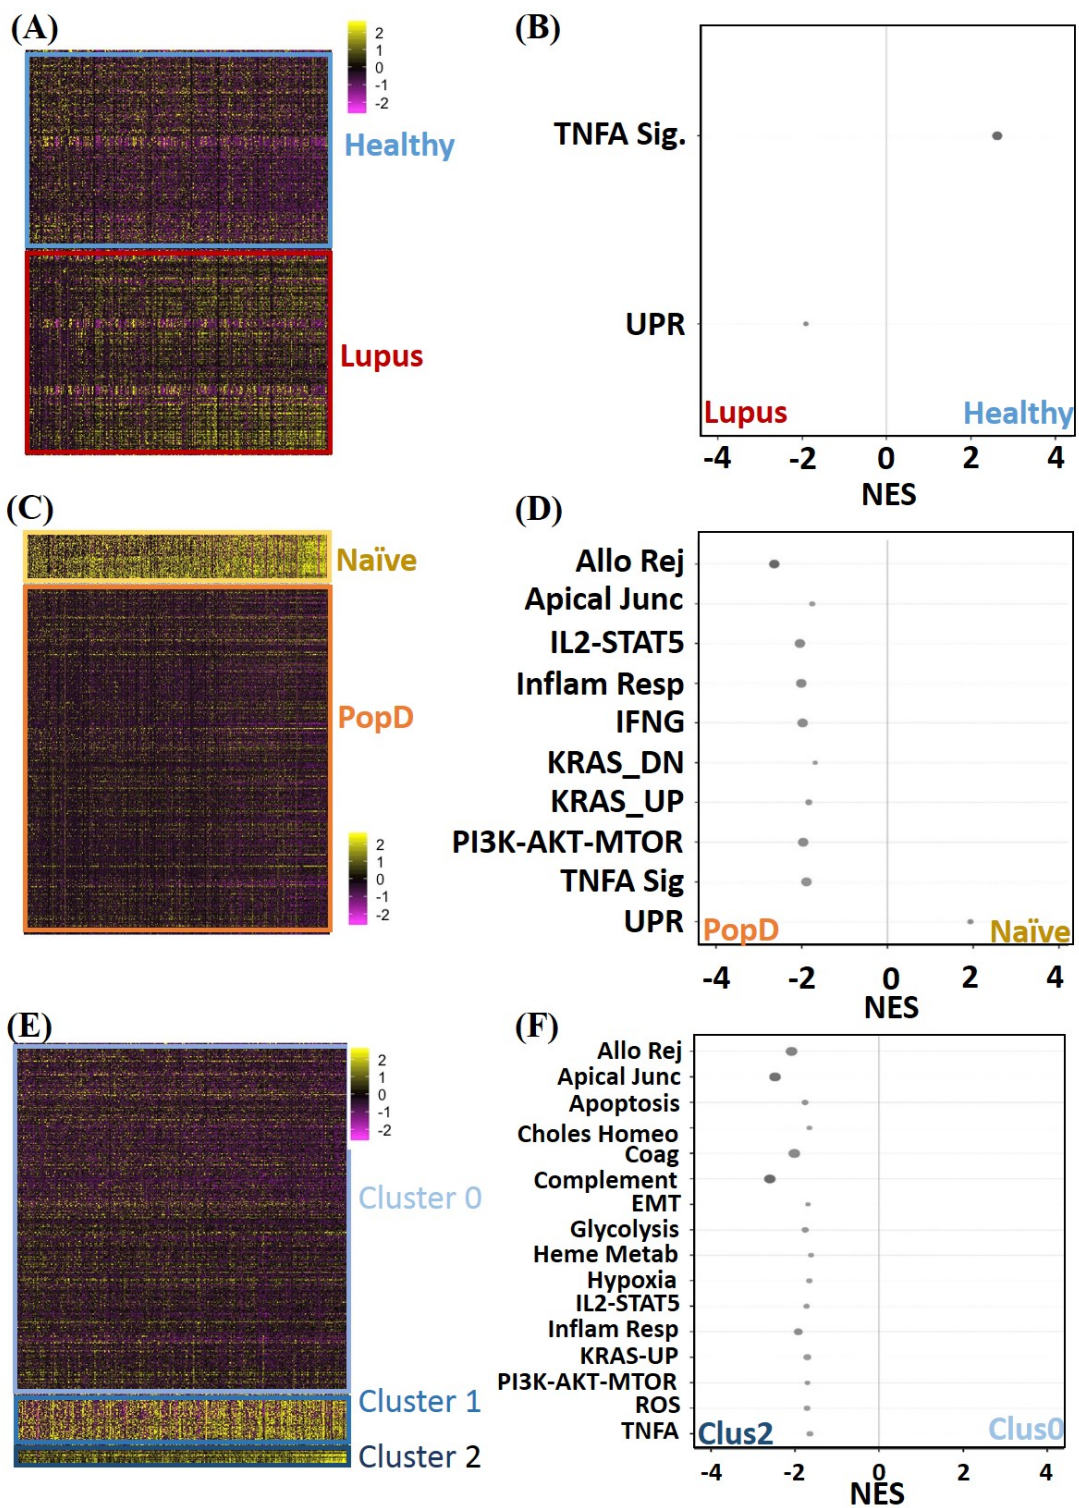 (A)
2
1
0
-1
-2
Healthy
Lupus
(B)
TNFA Sig.
UPR
Lupus
Healthy
-4 -2 0 2 4
NES
(C)
Naïve
PopD
2
1
0
-1
-2
(D)
Allo Rej
Apical Junc
IL2-STAT5
Inflam Resp
IFNG
KRAS_DN
KRAS_UP
PI3K-AKT-MTOR
TNFA Sig
UPR
PopD
Naïve
-4 -2 0 2 4
NES
(E)
2
1
0
-1
-2
Cluster 0
Cluster 1
Cluster 2
(F)
Allo Rej
Apical Junc
Apoptosis
Choles Homeo
Coag
Complement
EMT
Glycolysis
Heme Metab
Hypoxia
IL2-STAT5
Inflam Resp
KRAS-UP
PI3K-AKT-MTOR
ROS
TNFA
Clus2
Clus0
-4 -2 0 2 4
NES